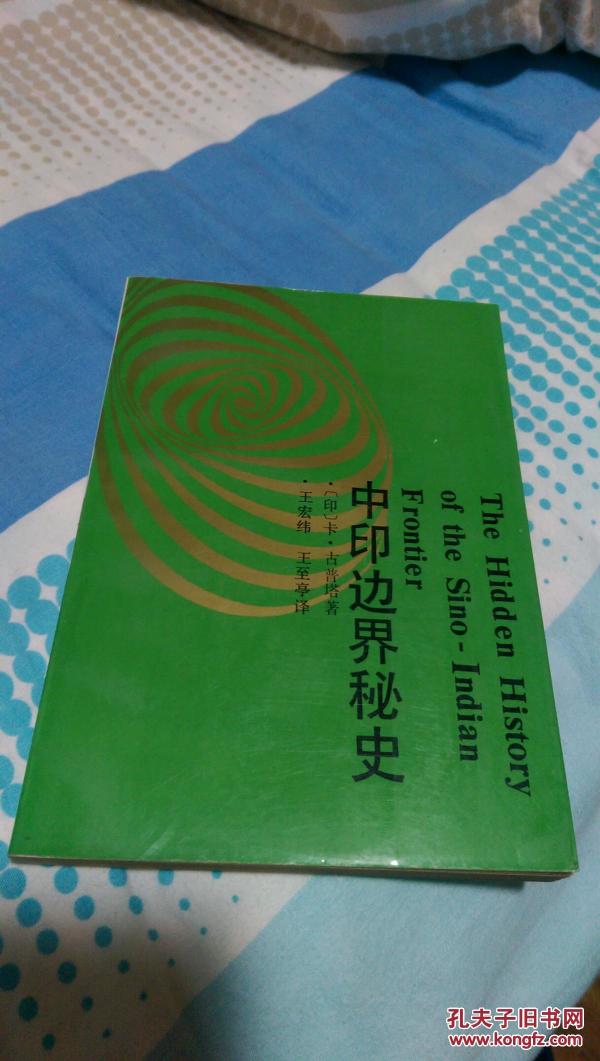 The Hidden History
of the Sino-Indian
Frontier
中印边界秘史
·〔印〕卡·古普塔著
·王宏纬 王至亭译
孔夫子旧书网
www.kongfz.com